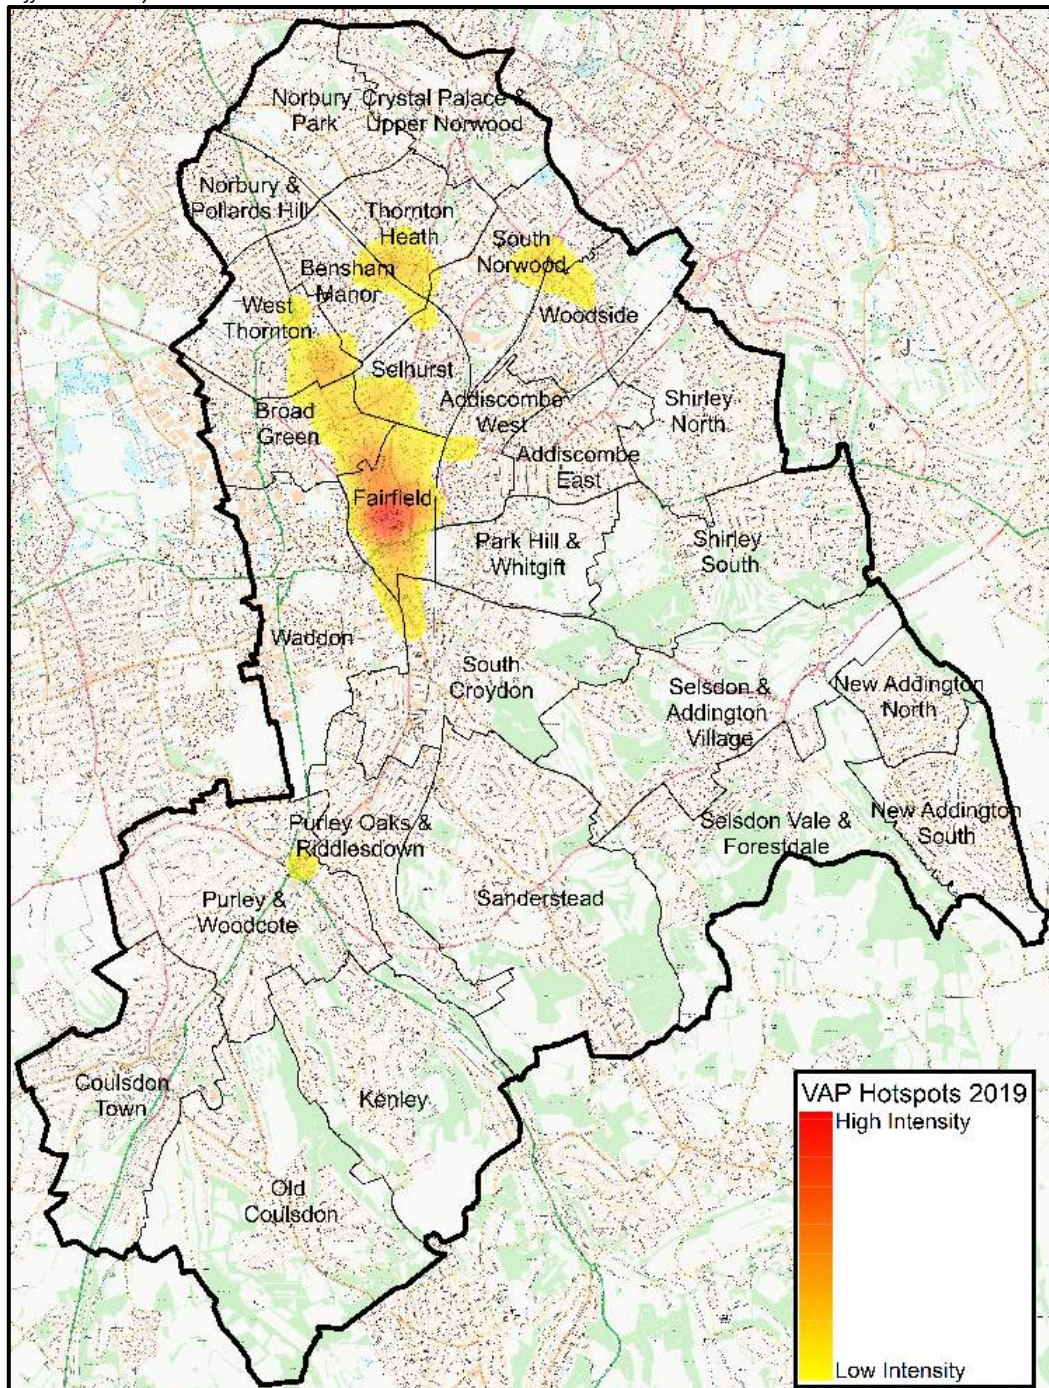 Norbury
Park
Crystal Palace &
Upper Norwood
Norbury &
Pollards Hill
Thornton
Heath
South
Norwood
Bensham
Manor
West
Thornton
Woodside
Selhurst
Broad
Green
Addiscombe
West
Shirley
North
Addiscombe
East
Fairfield
Park Hill &
Whitgift
Shirley
South
Waddon
South
Croydon
Selsdon &
Addington
Village
New Addington
North
Purley Oaks &
Riddlesdown
Selsdon Vale &
Forestdale
New Addington
South
Purley &
Woodcote
Sanderstead
Coulsdon
Town
Kenley
Old
Coulsdon
VAP Hotspots 2019
High Intensity
Low Intensity